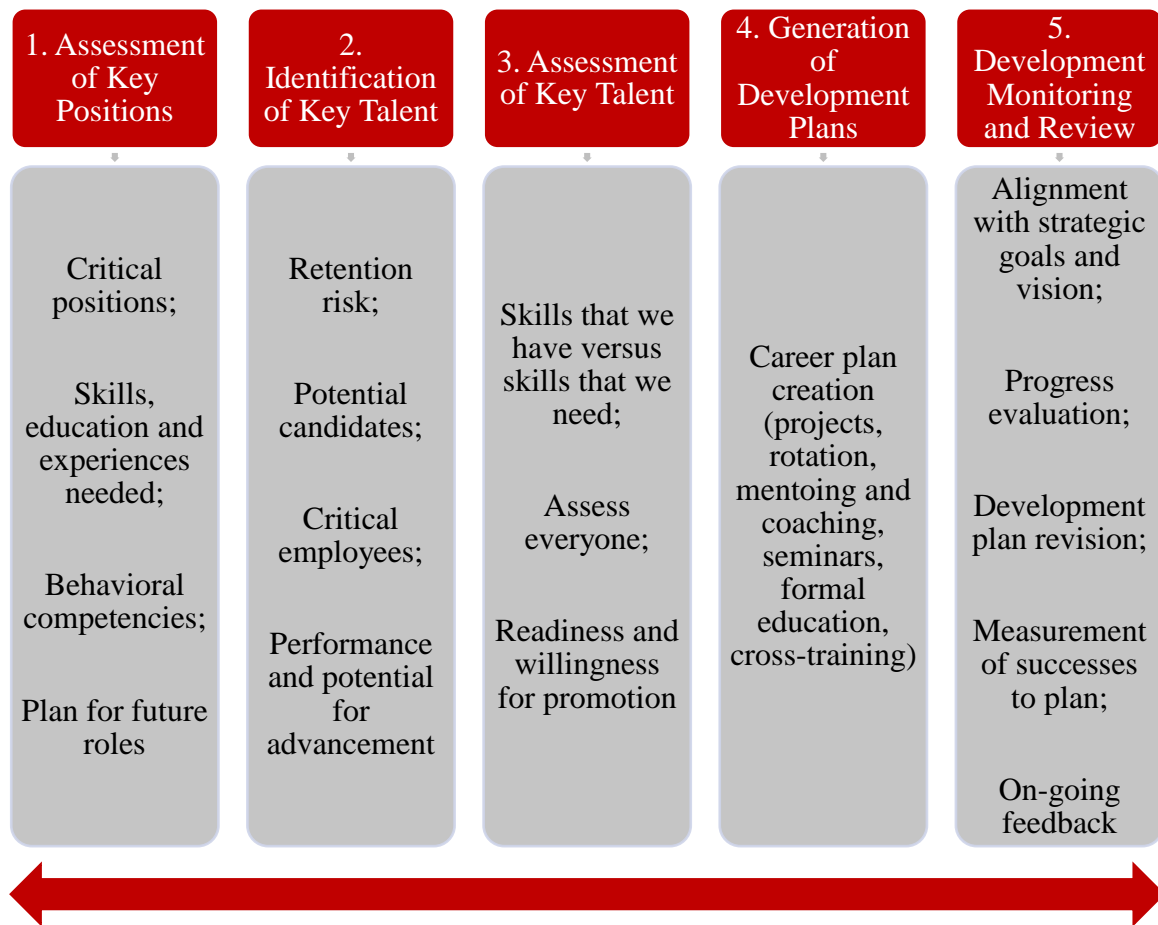 1. Assessment
of Key
Positions
Critical
positions;
Skills,
education and
experiences
needed;
Behavioral
competencies;
Plan for future
roles
2.
Identification
of Key Talent
Retention
risk;
Potential
candidates;
Critical
employees;
Performance
and potential
for
advancement
3. Assessment
of Key Talent
Skills that we
have versus
skills that we
need;
Assess
everyone;
Readiness and
willingness
for promotion
4. Generation
of
Development
Plans
Career plan
creation
(projects,
rotation,
mentoing and
coaching,
seminars,
formal
education,
cross-training)
5.
Development
Monitoring
and Review
Alignment
with strategic
goals and
vision;
Progress
evaluation;
Development
plan revision;
Measurement
of successes
to plan;
On-going
feedback